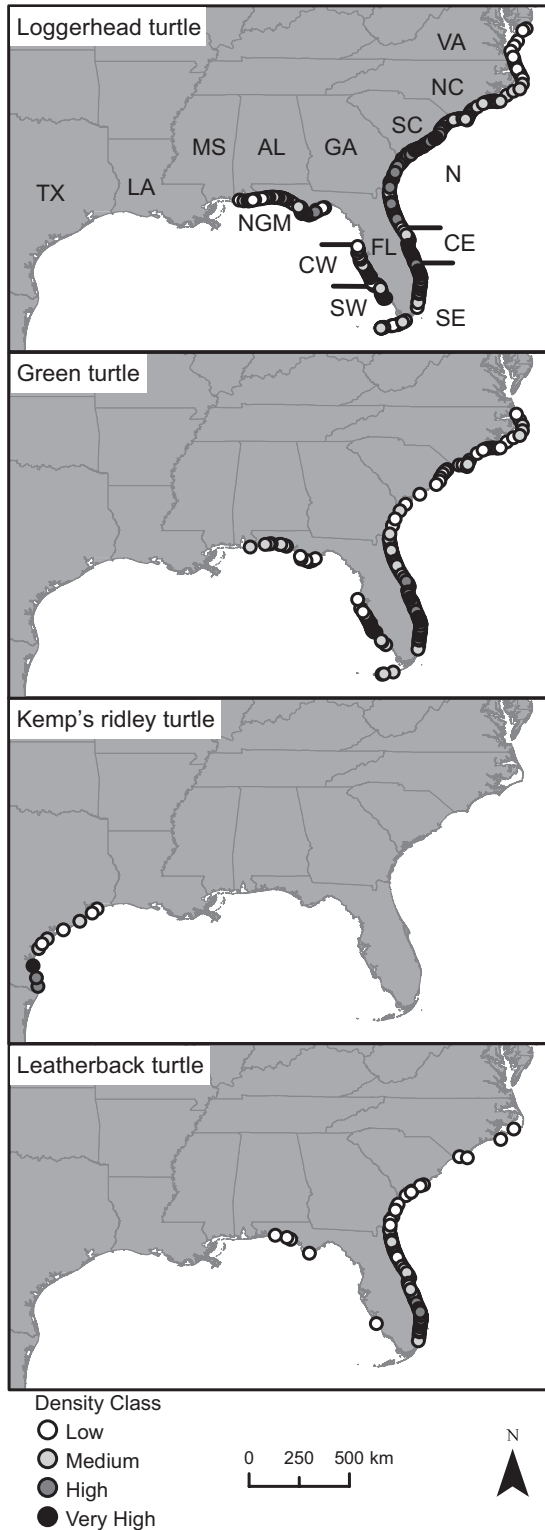 Loggerhead turtle
VA
NC
SC
MS AL GA
TX LA N
NGM FL CE
CW
SW SE
Green turtle
Kemp's ridley turtle
Leatherback turtle
Density Class
Low
Medium
High
Very High
0 250 500 km
N